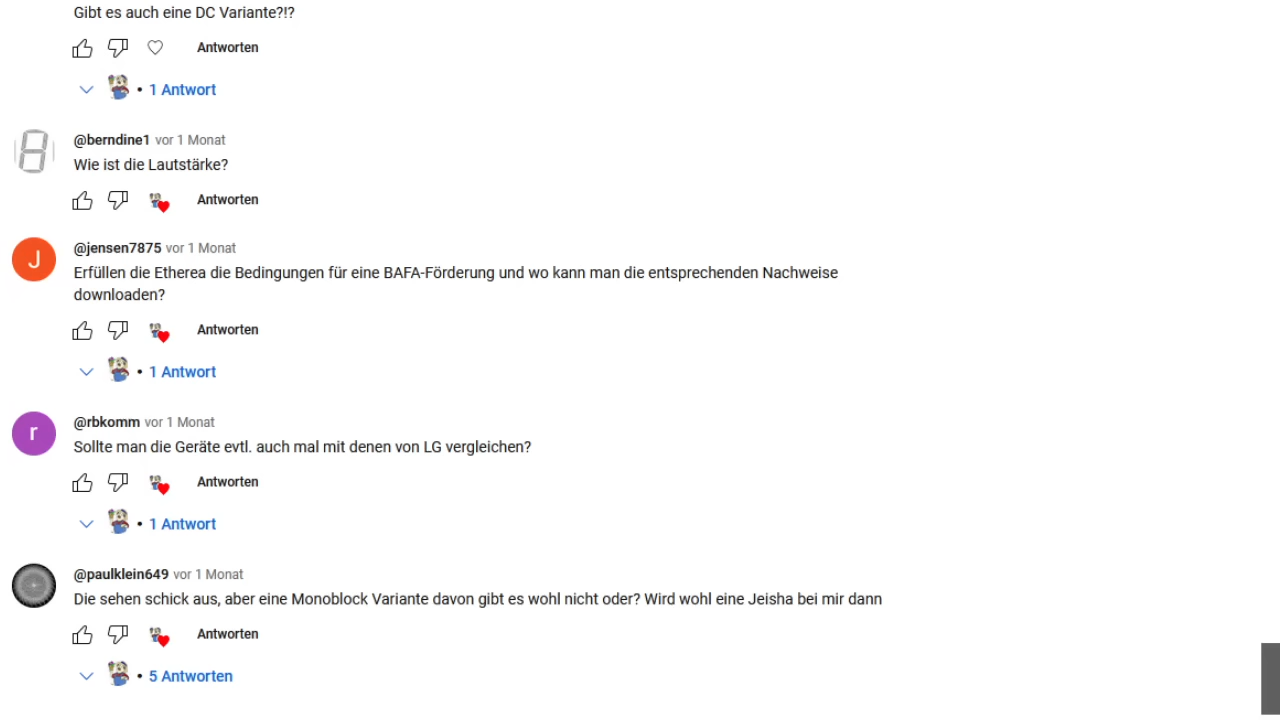 Gibt es auch eine DC Variante?!?
Antworten
• 1 Antwort
@berndine1 vor 1 Monat
Wie ist die Lautstärke?
Antworten
@jensen7875 vor 1 Monat
J
Erfüllen die Etherea die Bedingungen für eine BAFA-Förderung und wo kann man die entsprechenden Nachweise
downloaden?
Antworten
• 1 Antwort
@rbkomm vor 1 Monat
r
Sollte man die Geräte evtl. auch mal mit denen von LG vergleichen?
Antworten
• 1 Antwort
@paulklein649 vor 1 Monat
Die sehen schick aus, aber eine Monoblock Variante davon gibt es wohl nicht oder? Wird wohl eine Jeisha bei mir dann
Antworten
• 5 Antworten